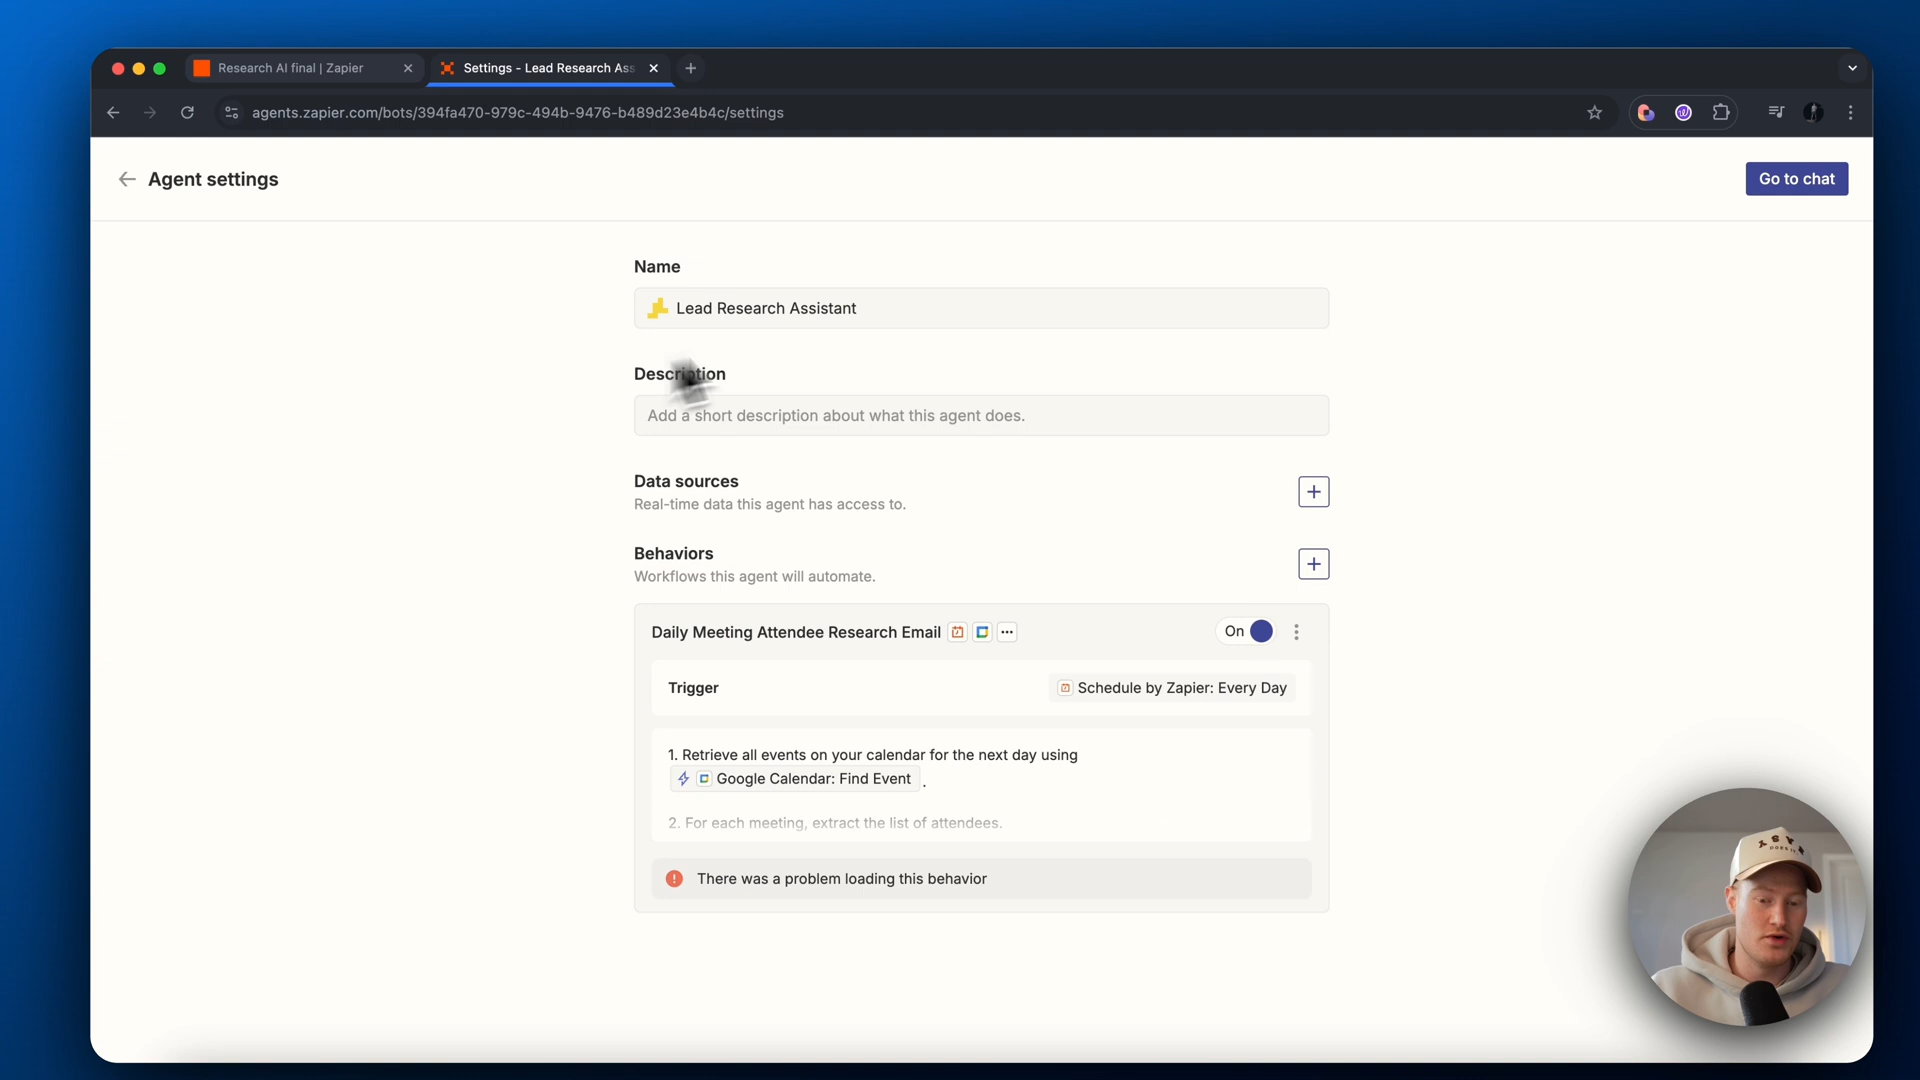 Research AI final | Zapier
Settings - Lead Research Ass
agents.zapier.com/bots/394fa470-979c-494b-9476-b489d23e4b4c/settings
Agent settings
Go to chat
Name
Lead Research Assistant
Description
Add a short description about what this agent does.
Data sources
Real-time data this agent has access to.
Behaviors
Workflows this agent will automate.
Daily Meeting Attendee Research Email
On
Trigger
Schedule by Zapier: Every Day
1. Retrieve all events on your calendar for the next day using
Google Calendar: Find Event .
2. For each meeting, extract the list of attendees.
There was a problem loading this behavior